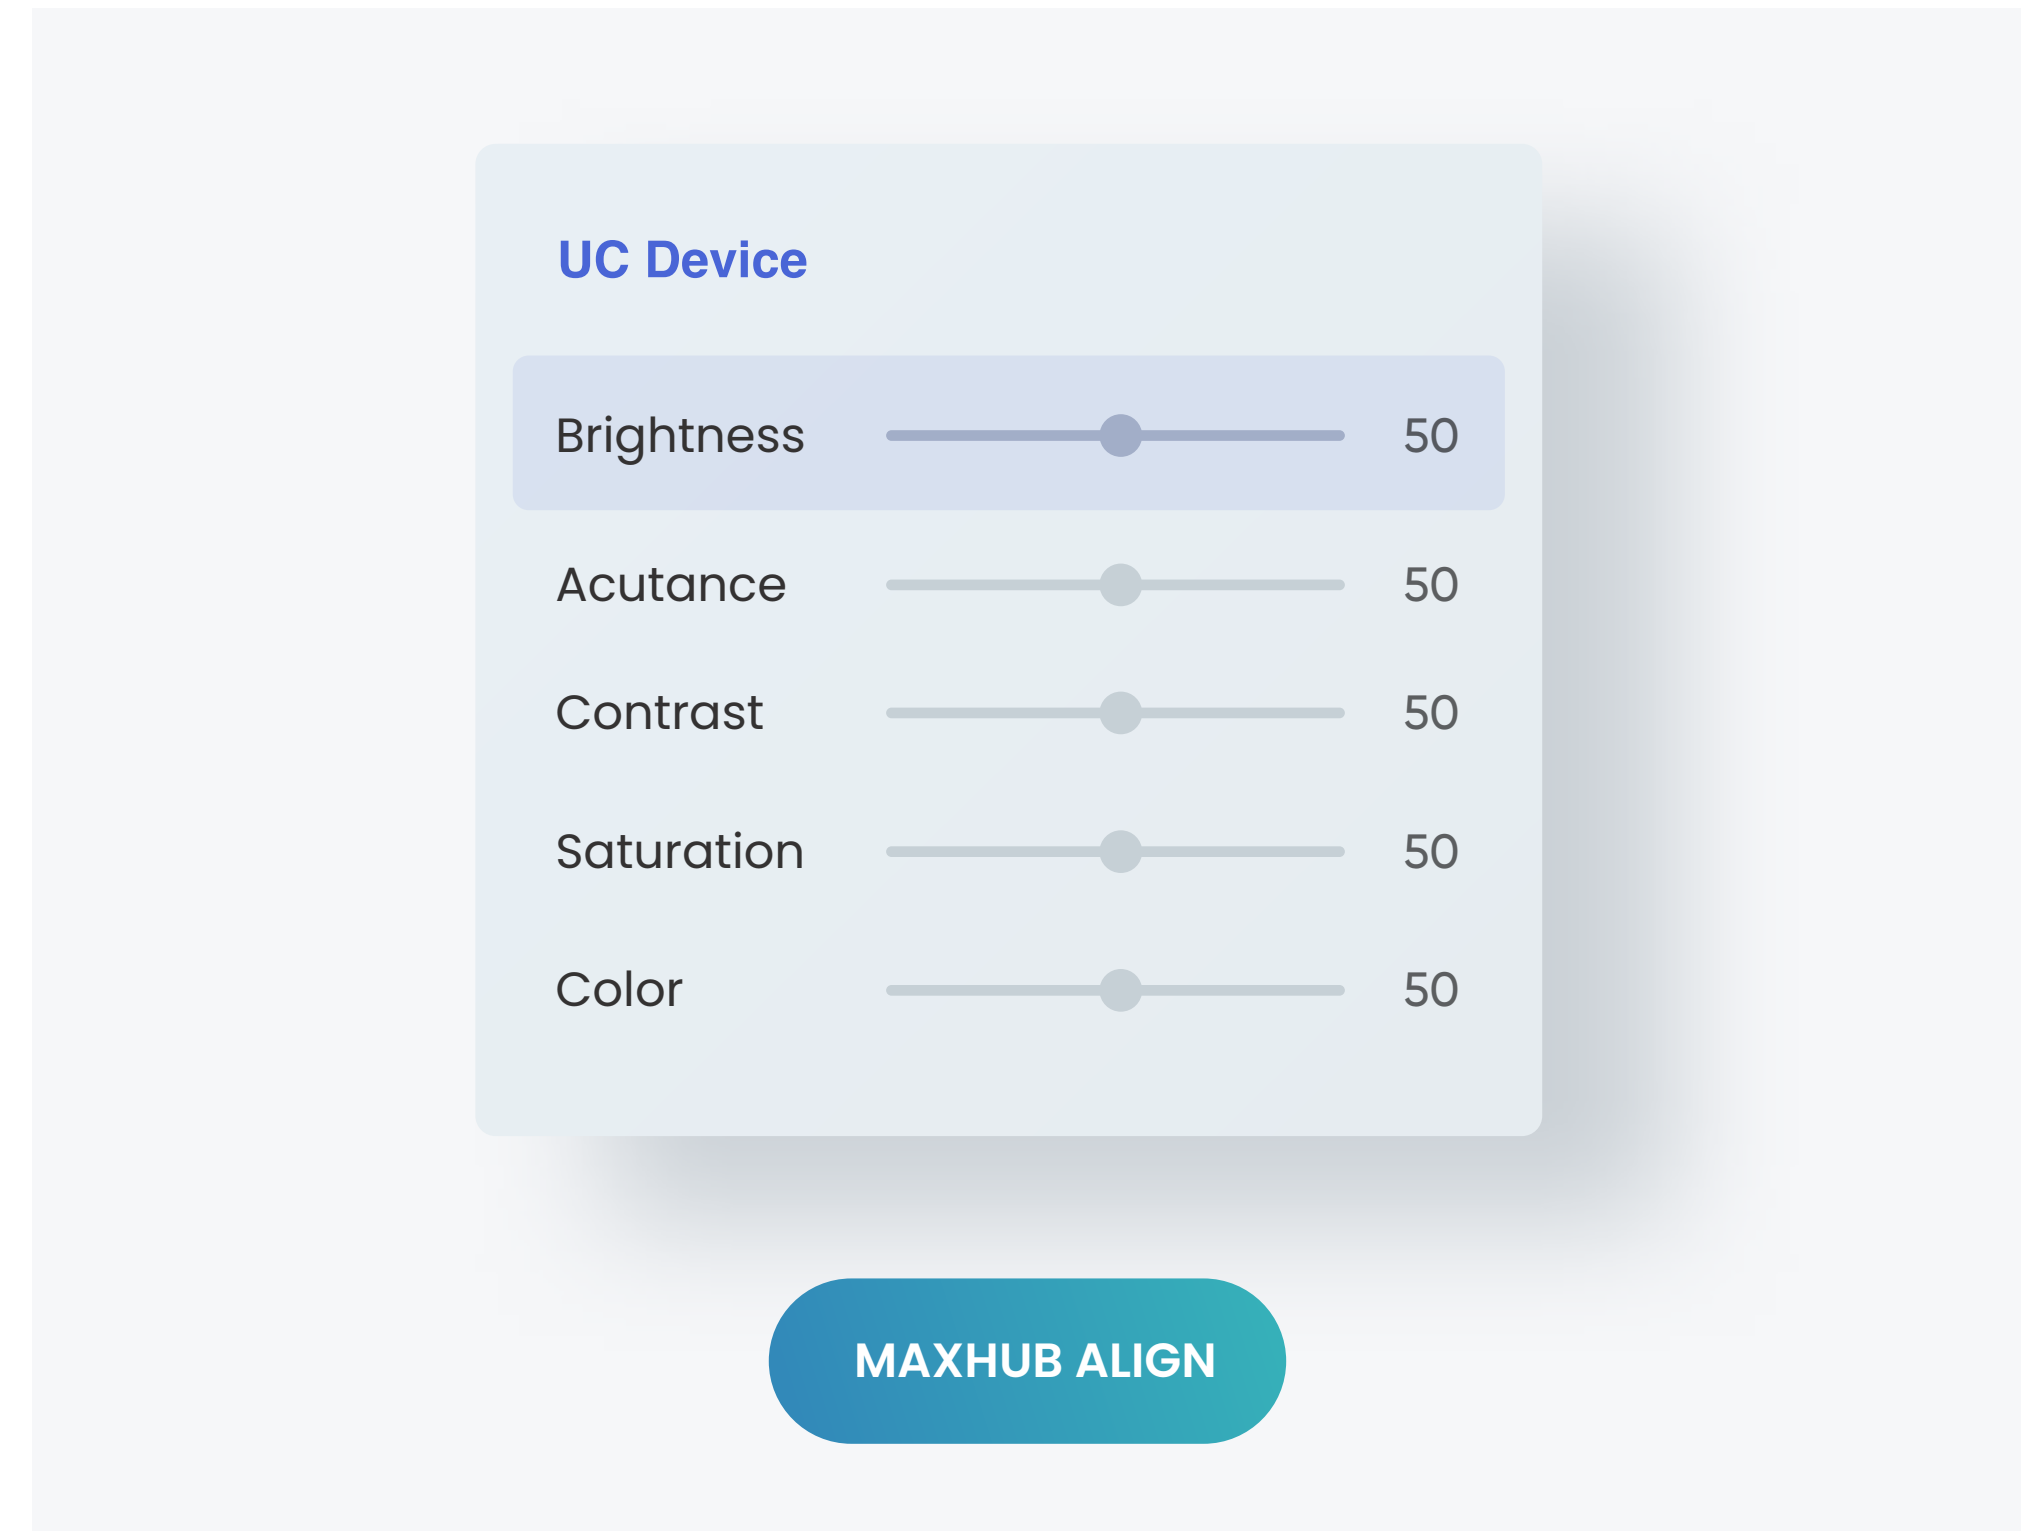 UC Device
Brightness 50
Acutance 50
Contrast 50
Saturation 50
Color 50
MAXHUB ALIGN